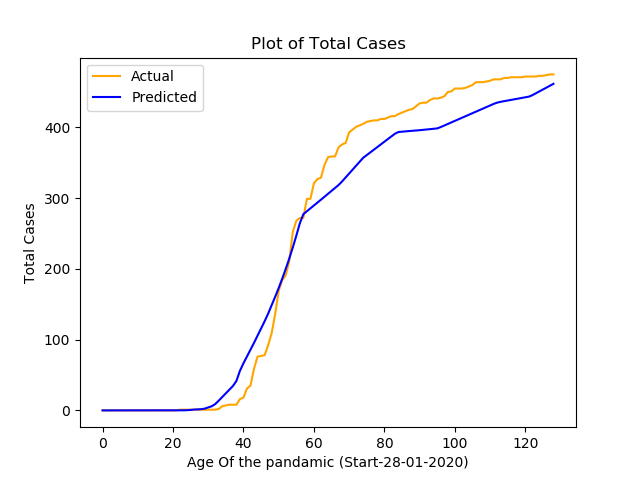 Plot of Total Cases
Actual
Predicted
400
300
200
100
0
Total Cases
0 20 40 60 80 100 120
Age Of the pandamic (Start-28-01-2020)